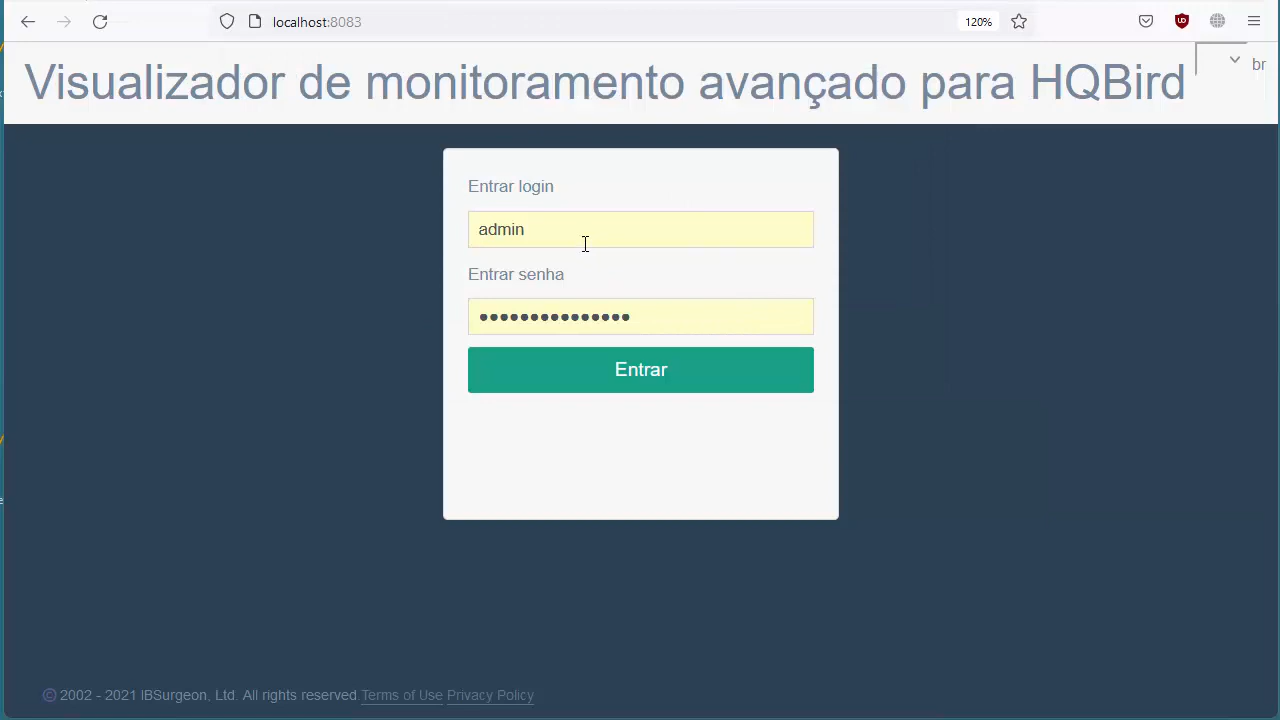 localhost:8083
120%
Visualizador de monitoramento avançado para HQBird
br
Entrar login
admin
Entrar senha
•••••••••••••••
Entrar
© 2002 - 2021 IBSurgeon, Ltd. All rights reserved.Terms of Use Privacy Policy